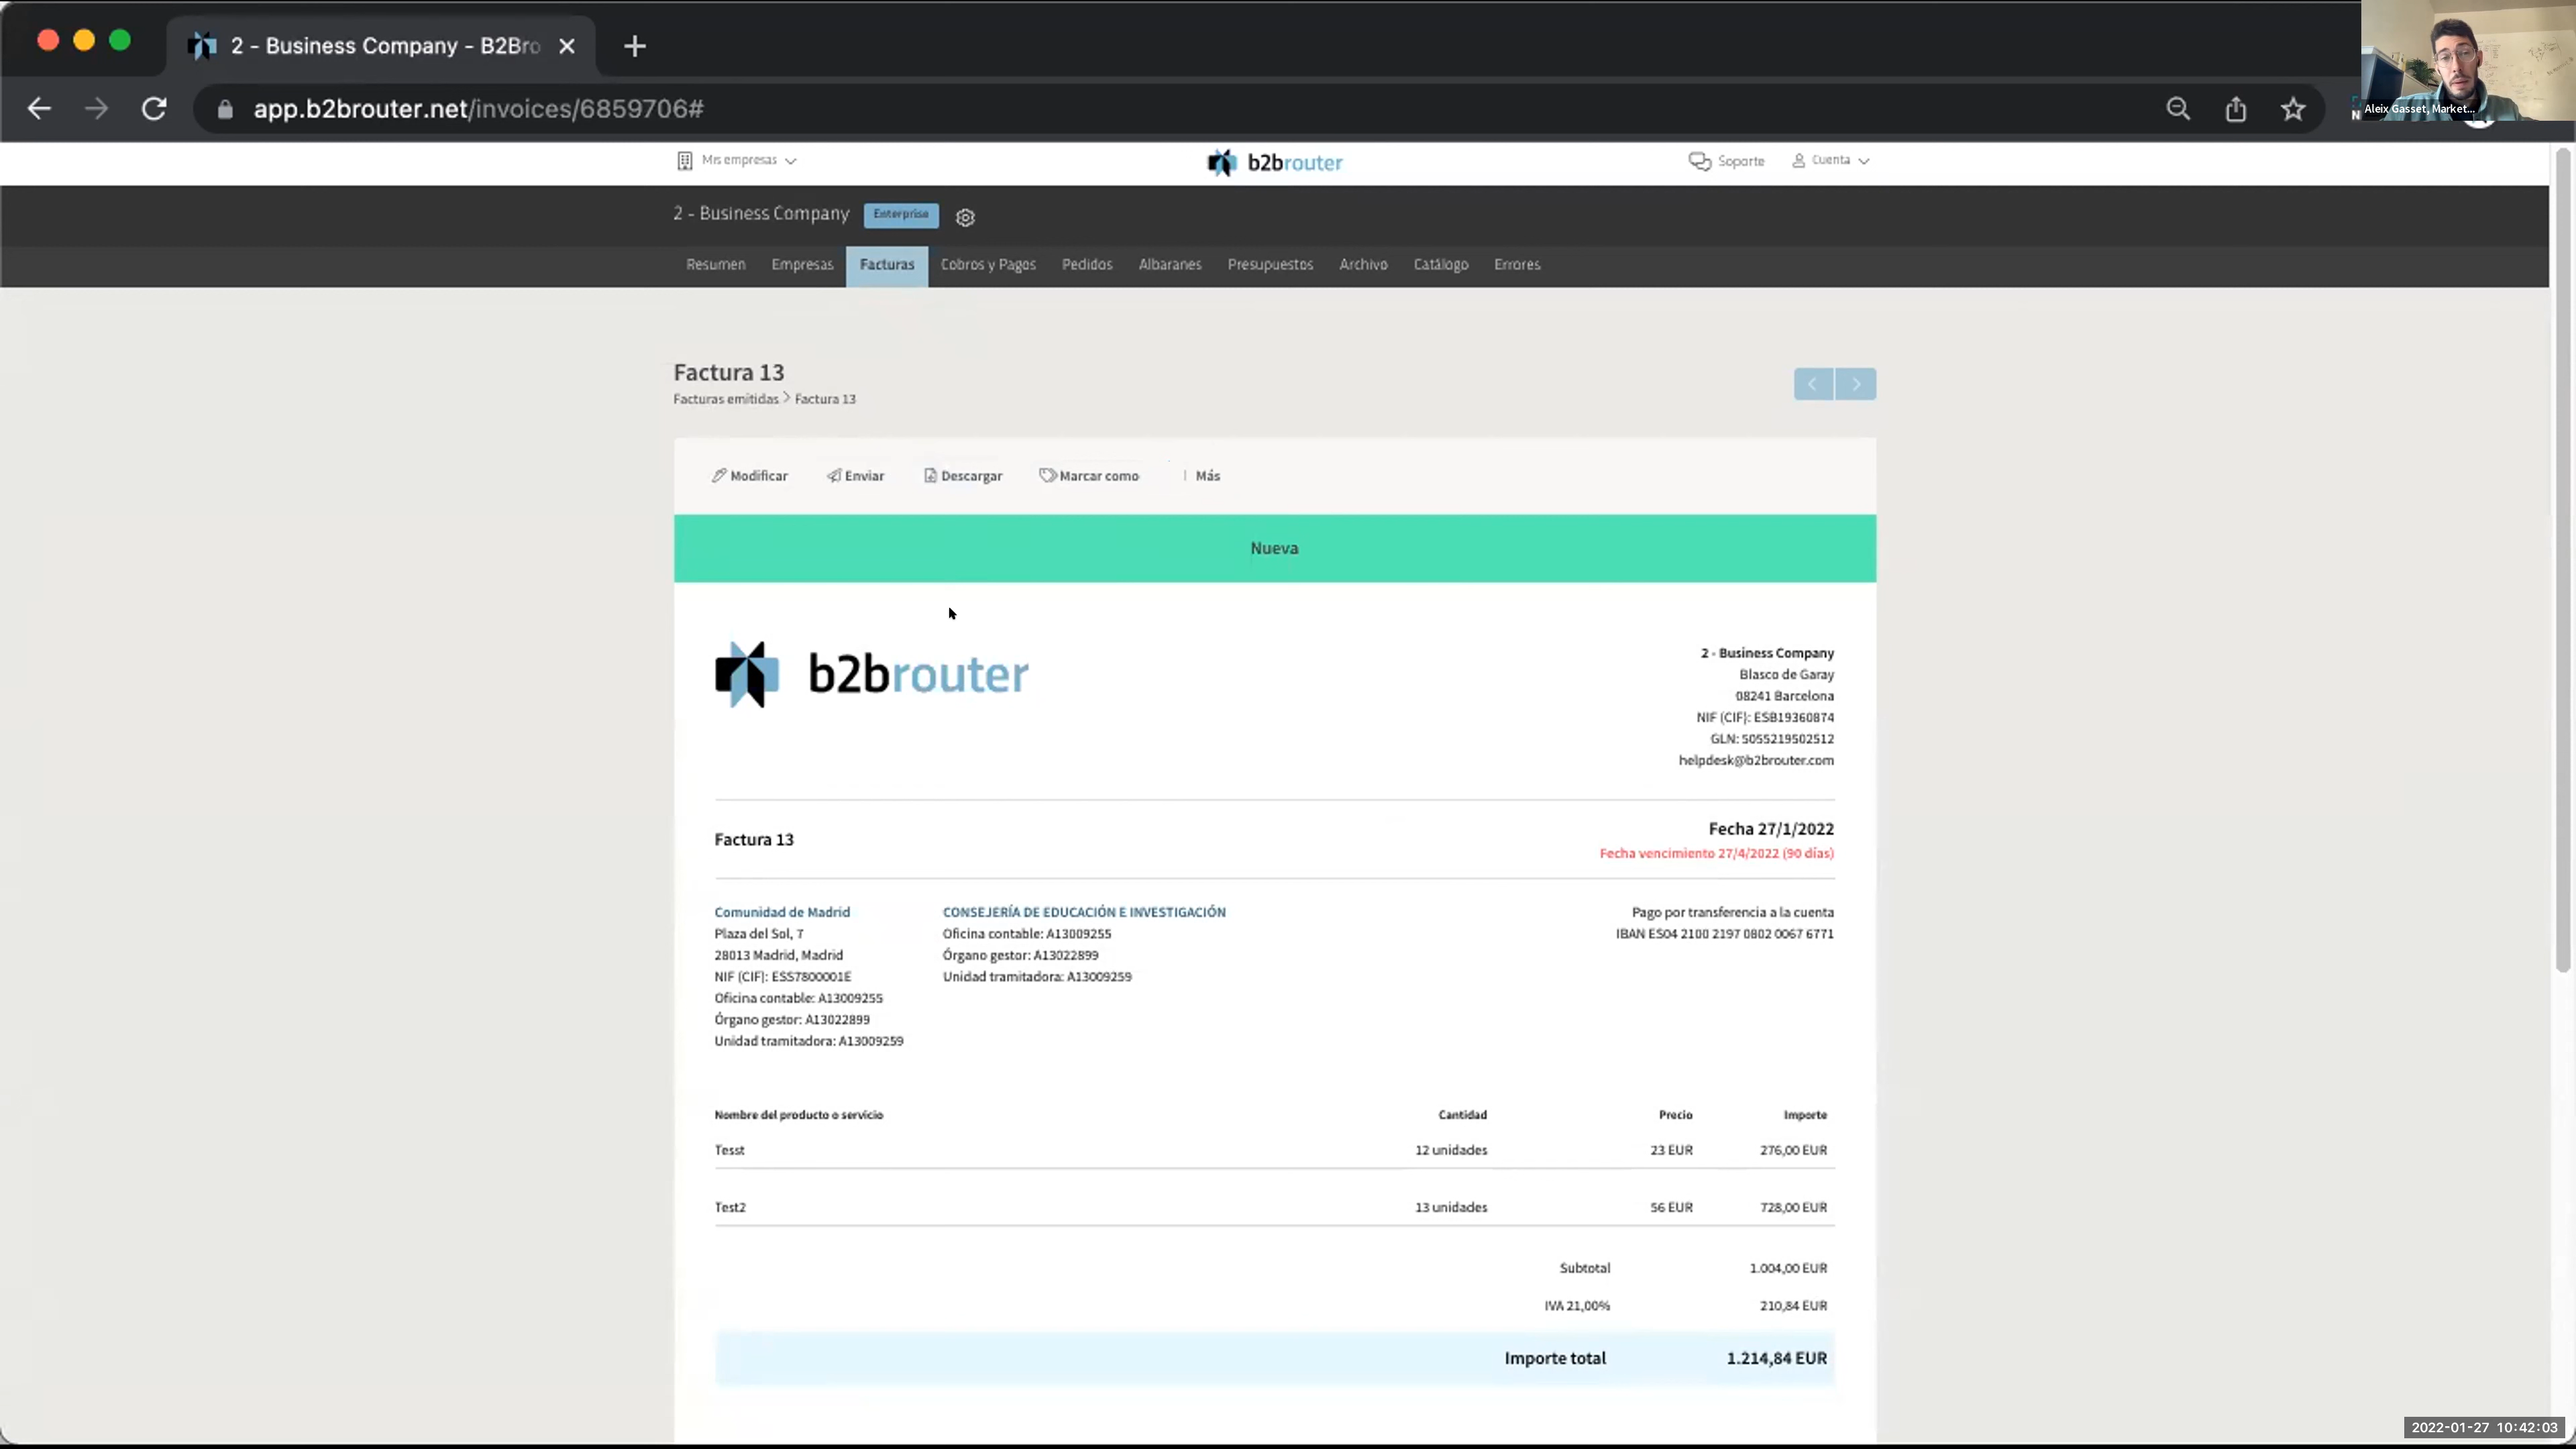 2 - Business Company - B2Bro
app.b2brouter.net/invoices/6859706#
Aleix Gasset, Market...
Mis empresas
b2brouter
Soporte
Cuenta
2 - Business Company
Enterprise
Resumen
Empresas
Facturas
Cobros y Pagos
Pedidos
Albaranes
Presupuestos
Archivo
Catálogo
Errores
Factura 13
Facturas emitidas > Factura 13
Modificar
Enviar
Descargar
Marcar como
Más
Nueva
b2brouter
2 - Business Company
Blasco de Garay
08241 Barcelona
NIF (CIF): ESB19360874
GLN: 5055219502512
helpdesk@b2brouter.com
Factura 13
Fecha 27/1/2022
Fecha vencimiento 27/4/2022 (90 días)
Comunidad de Madrid
Plaza del Sol, 7
28013 Madrid, Madrid
NIF (CIF): ESS7800001E
Oficina contable: A13009255
Órgano gestor: A13022899
Unidad tramitadora: A13009259
CONSEJERÍA DE EDUCACIÓN E INVESTIGACIÓN
Oficina contable: A13009255
Órgano gestor: A13022899
Unidad tramitadora: A13009259
Pago por transferencia a la cuenta
IBAN ES04 2100 2197 0802 0067 6771
Nombre del producto o servicio Cantidad Precio Importe
Tesst 12 unidades 23 EUR 276,00 EUR
Test2 13 unidades 56 EUR 728,00 EUR
Subtotal 1.004,00 EUR
IVA 21,00% 210,84 EUR
Importe total 1.214,84 EUR
2022-01-27 10:42:03